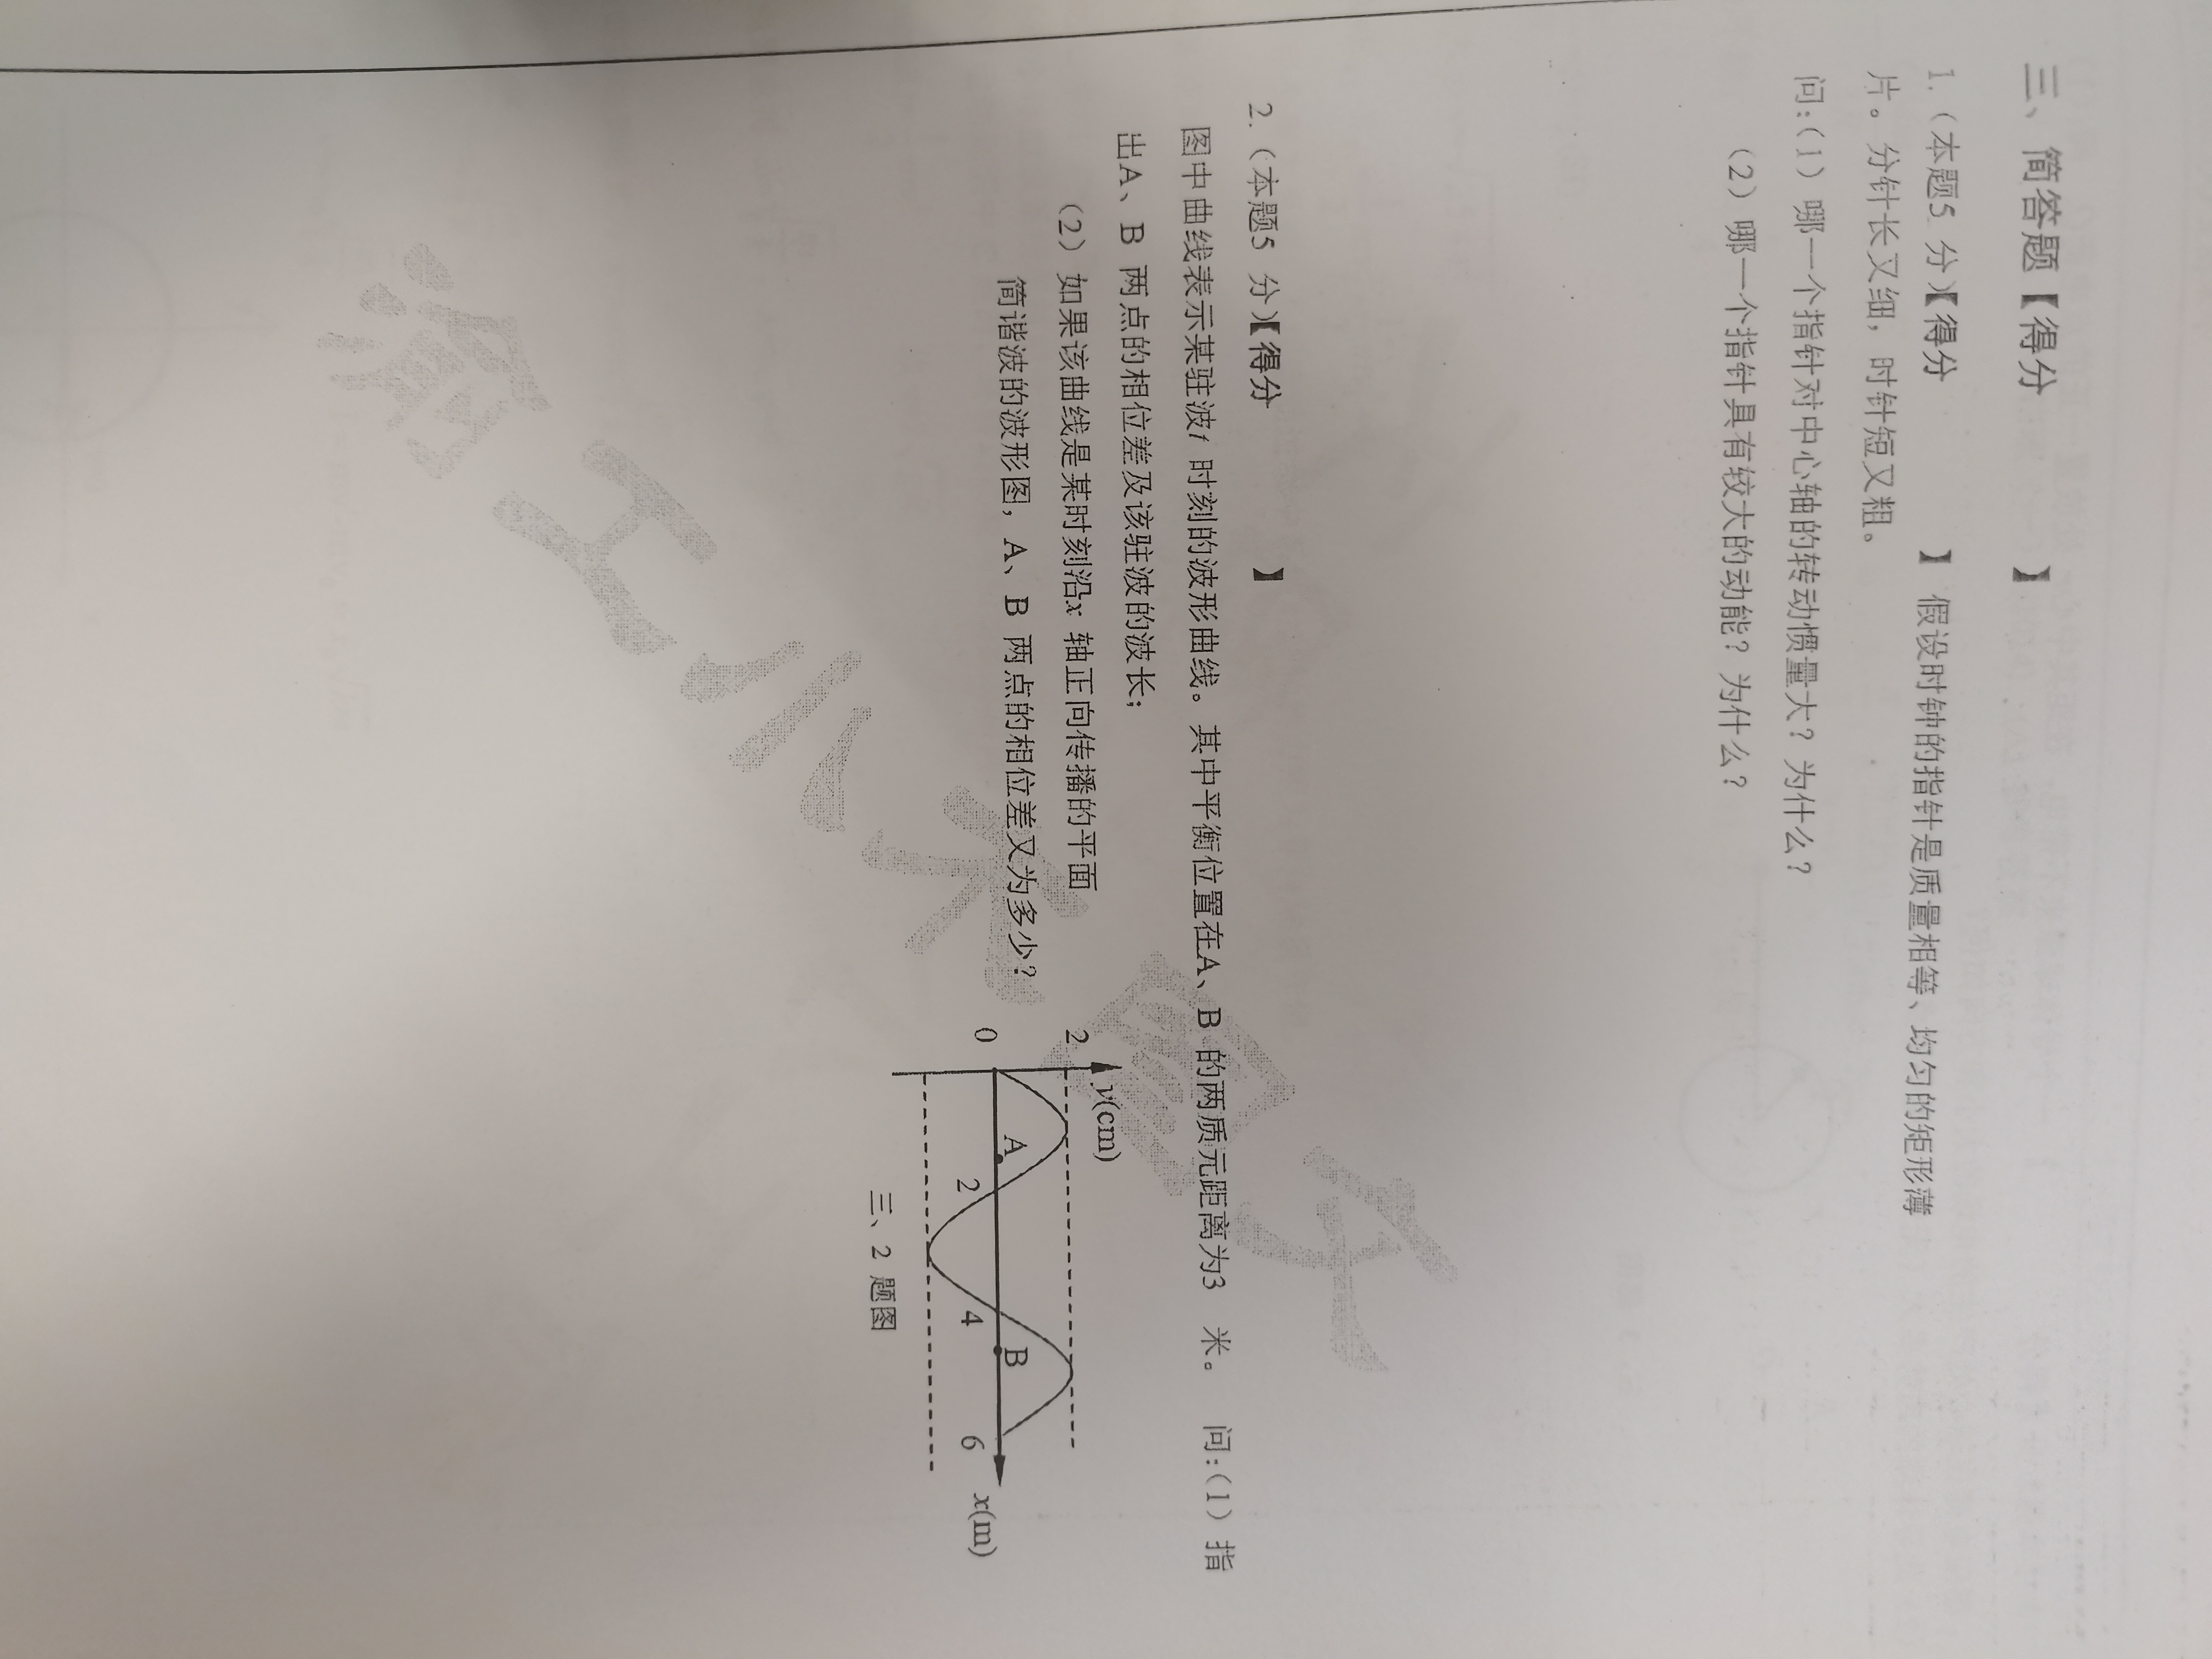 三、简答题【得分 】
1.（本题5 分）【得分 】 假设时钟的指针是质量相等、均匀的矩形薄
片。分针长又细，时针短又粗。
问:（1）哪一个指针对中心轴的转动惯量大？为什么？
（2）哪一个指针具有较大的动能？为什么？
2.（本题5 分）【得分 】
图中曲线表示某驻波t 时刻的波形曲线。其中平衡位置在A、B 的两质元距离为3 米。 问:（1）指
出A、B 两点的相位差及该驻波的波长；
（2）如果该曲线是某时刻沿x 轴正向传播的平面
简谐波的波形图，A、B 两点的相位差又为多少？
y(cm)
2
A
B
0
2
4
6
x(m)
三、2 题图